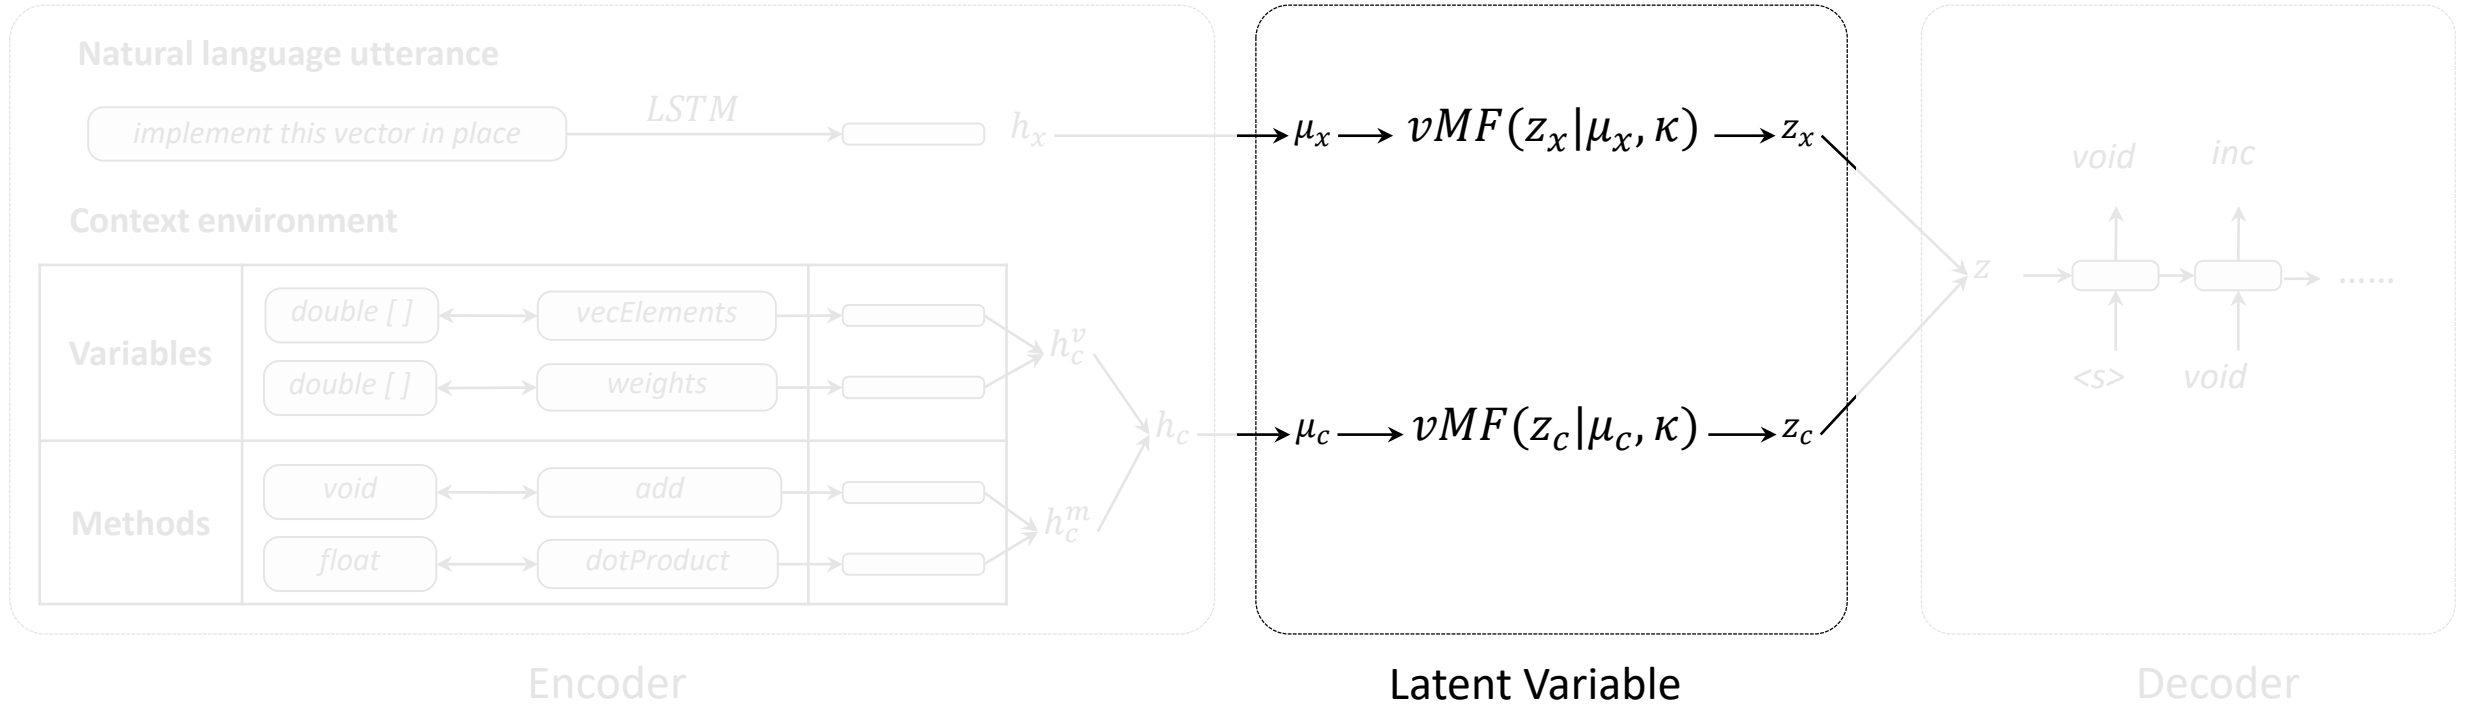 Natural language utterance
implement this vector in place
LSTM
h_x
Context environment
Variables
double [ ]
vecElements
double [ ]
weights
h_c^v
Methods
void
add
float
dotProduct
h_c^m
h_c
Encoder
μ_x
vMF(z_x|μ_x, κ)
z_x
μ_c
vMF(z_c|μ_c, κ)
z_c
Latent Variable
z
void
inc
......
<s>
void
Decoder